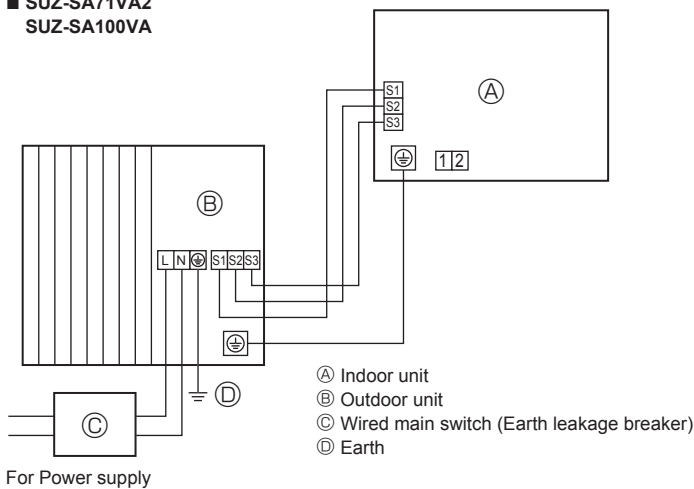 ■ SUZ-SA71VA2
SUZ-SA100VA
S1
S2
S3
Ⓐ
1 2
Ⓑ
L N S1 S2 S3
Ⓓ
Ⓒ
For Power supply
Ⓐ Indoor unit
Ⓑ Outdoor unit
Ⓒ Wired main switch (Earth leakage breaker)
Ⓓ Earth